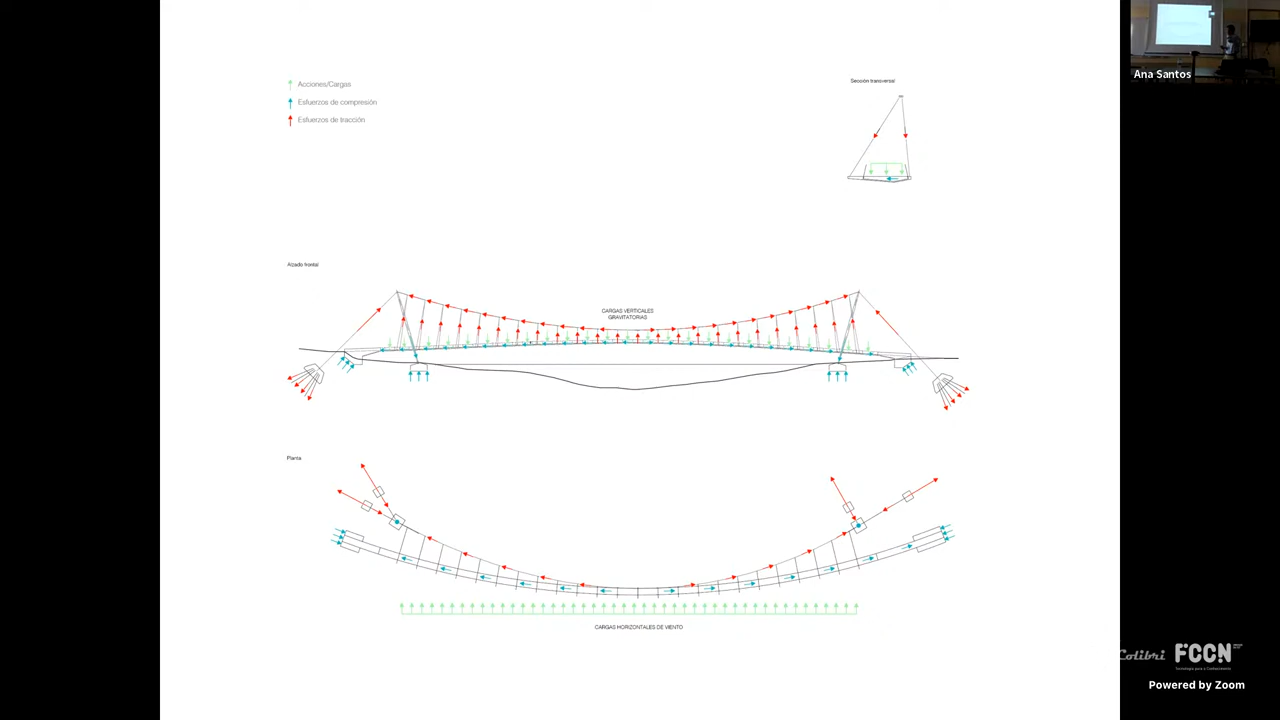 Acciones/Cargas
Esfuerzos de compresión
Esfuerzos de tracción
Sección transversal
Alzado frontal
CARGAS VERTICALES
GRAVITATORIAS
Planta
CARGAS HORIZONTALES DE VIENTO
Ana Santos
Colibri
FCCN
Powered by Zoom